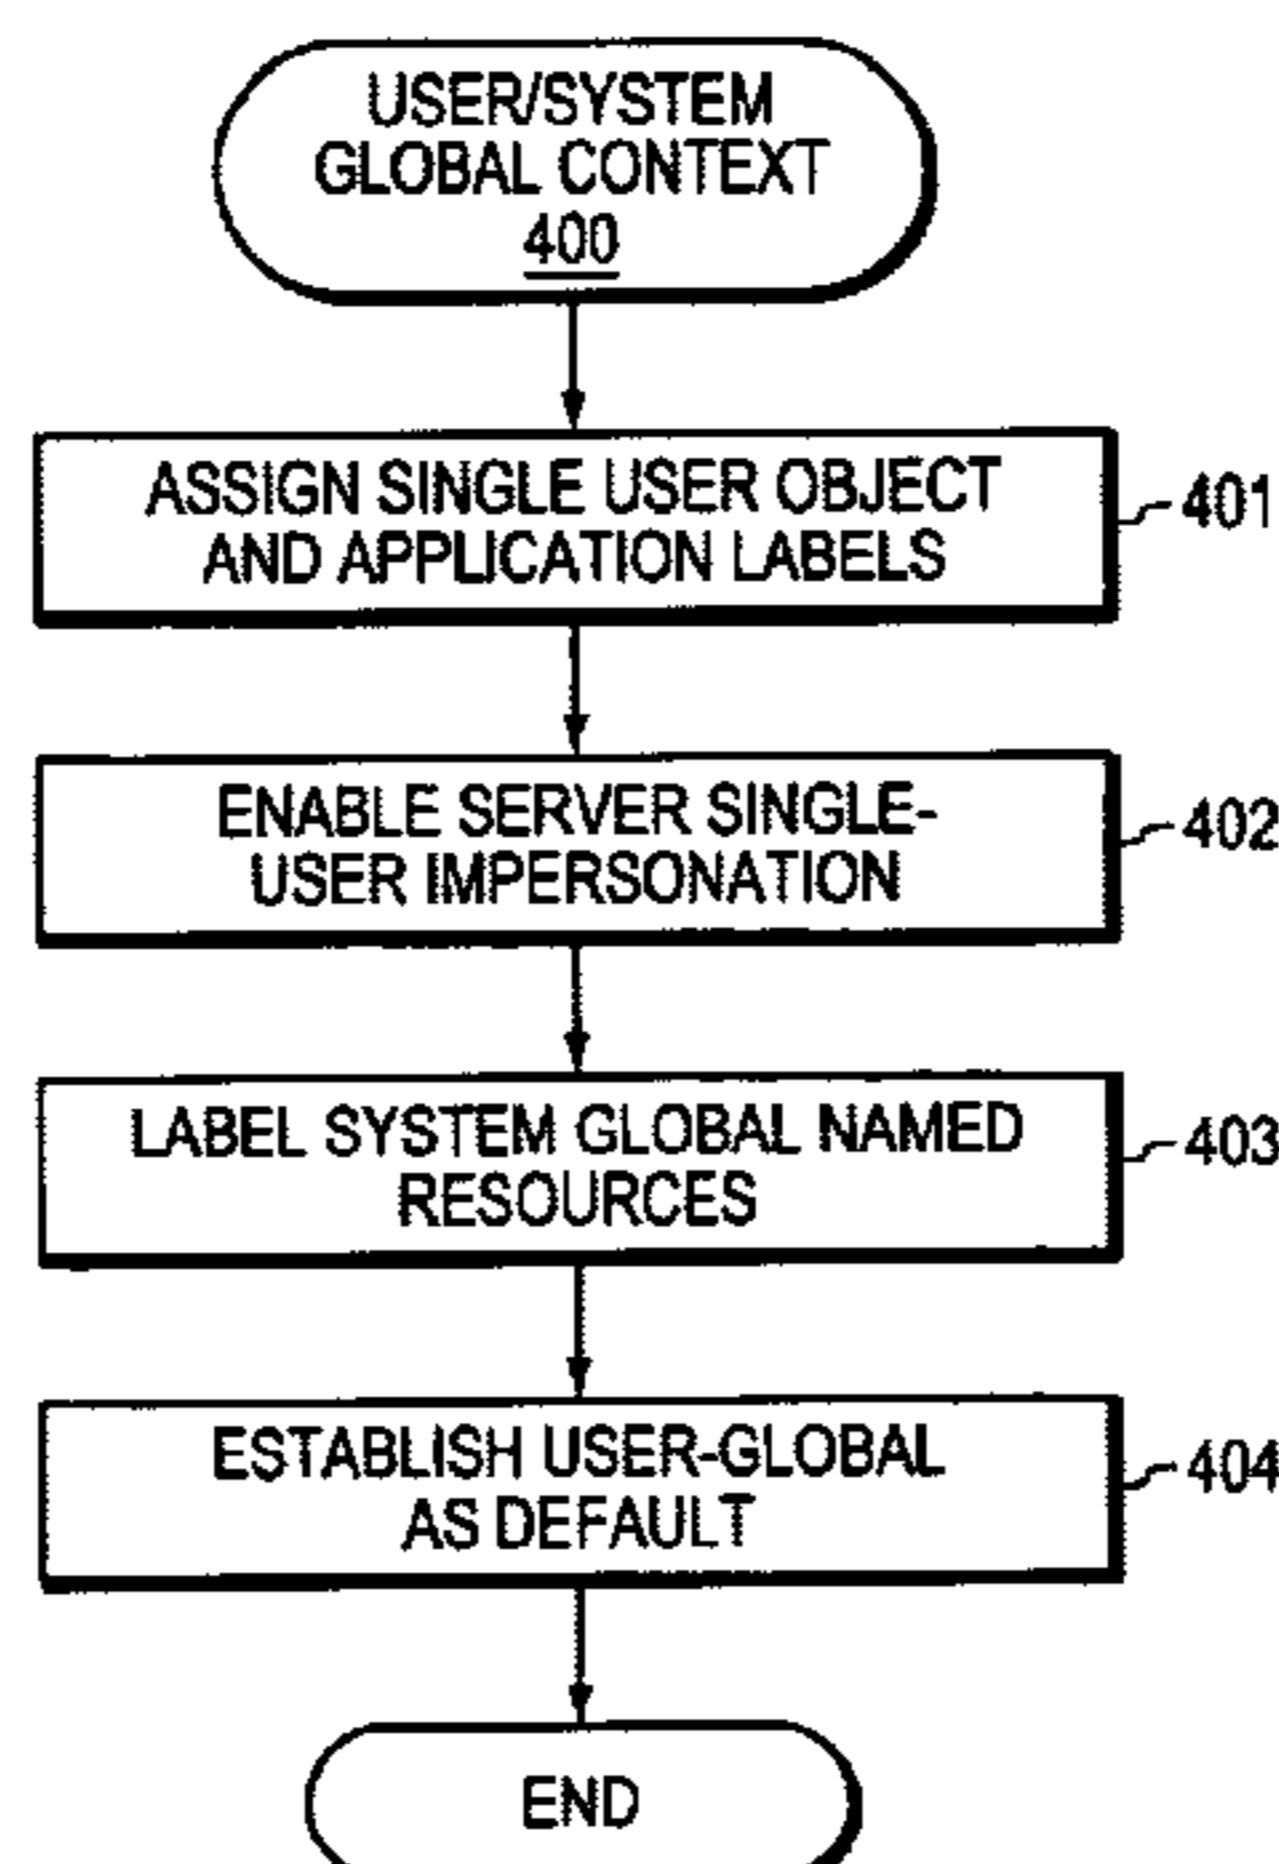 USER/SYSTEM
GLOBAL CONTEXT
400
ASSIGN SINGLE USER OBJECT
AND APPLICATION LABELS
401
ENABLE SERVER SINGLE-
USER IMPERSONATION
402
LABEL SYSTEM GLOBAL NAMED
RESOURCES
403
ESTABLISH USER-GLOBAL
AS DEFAULT
404
END